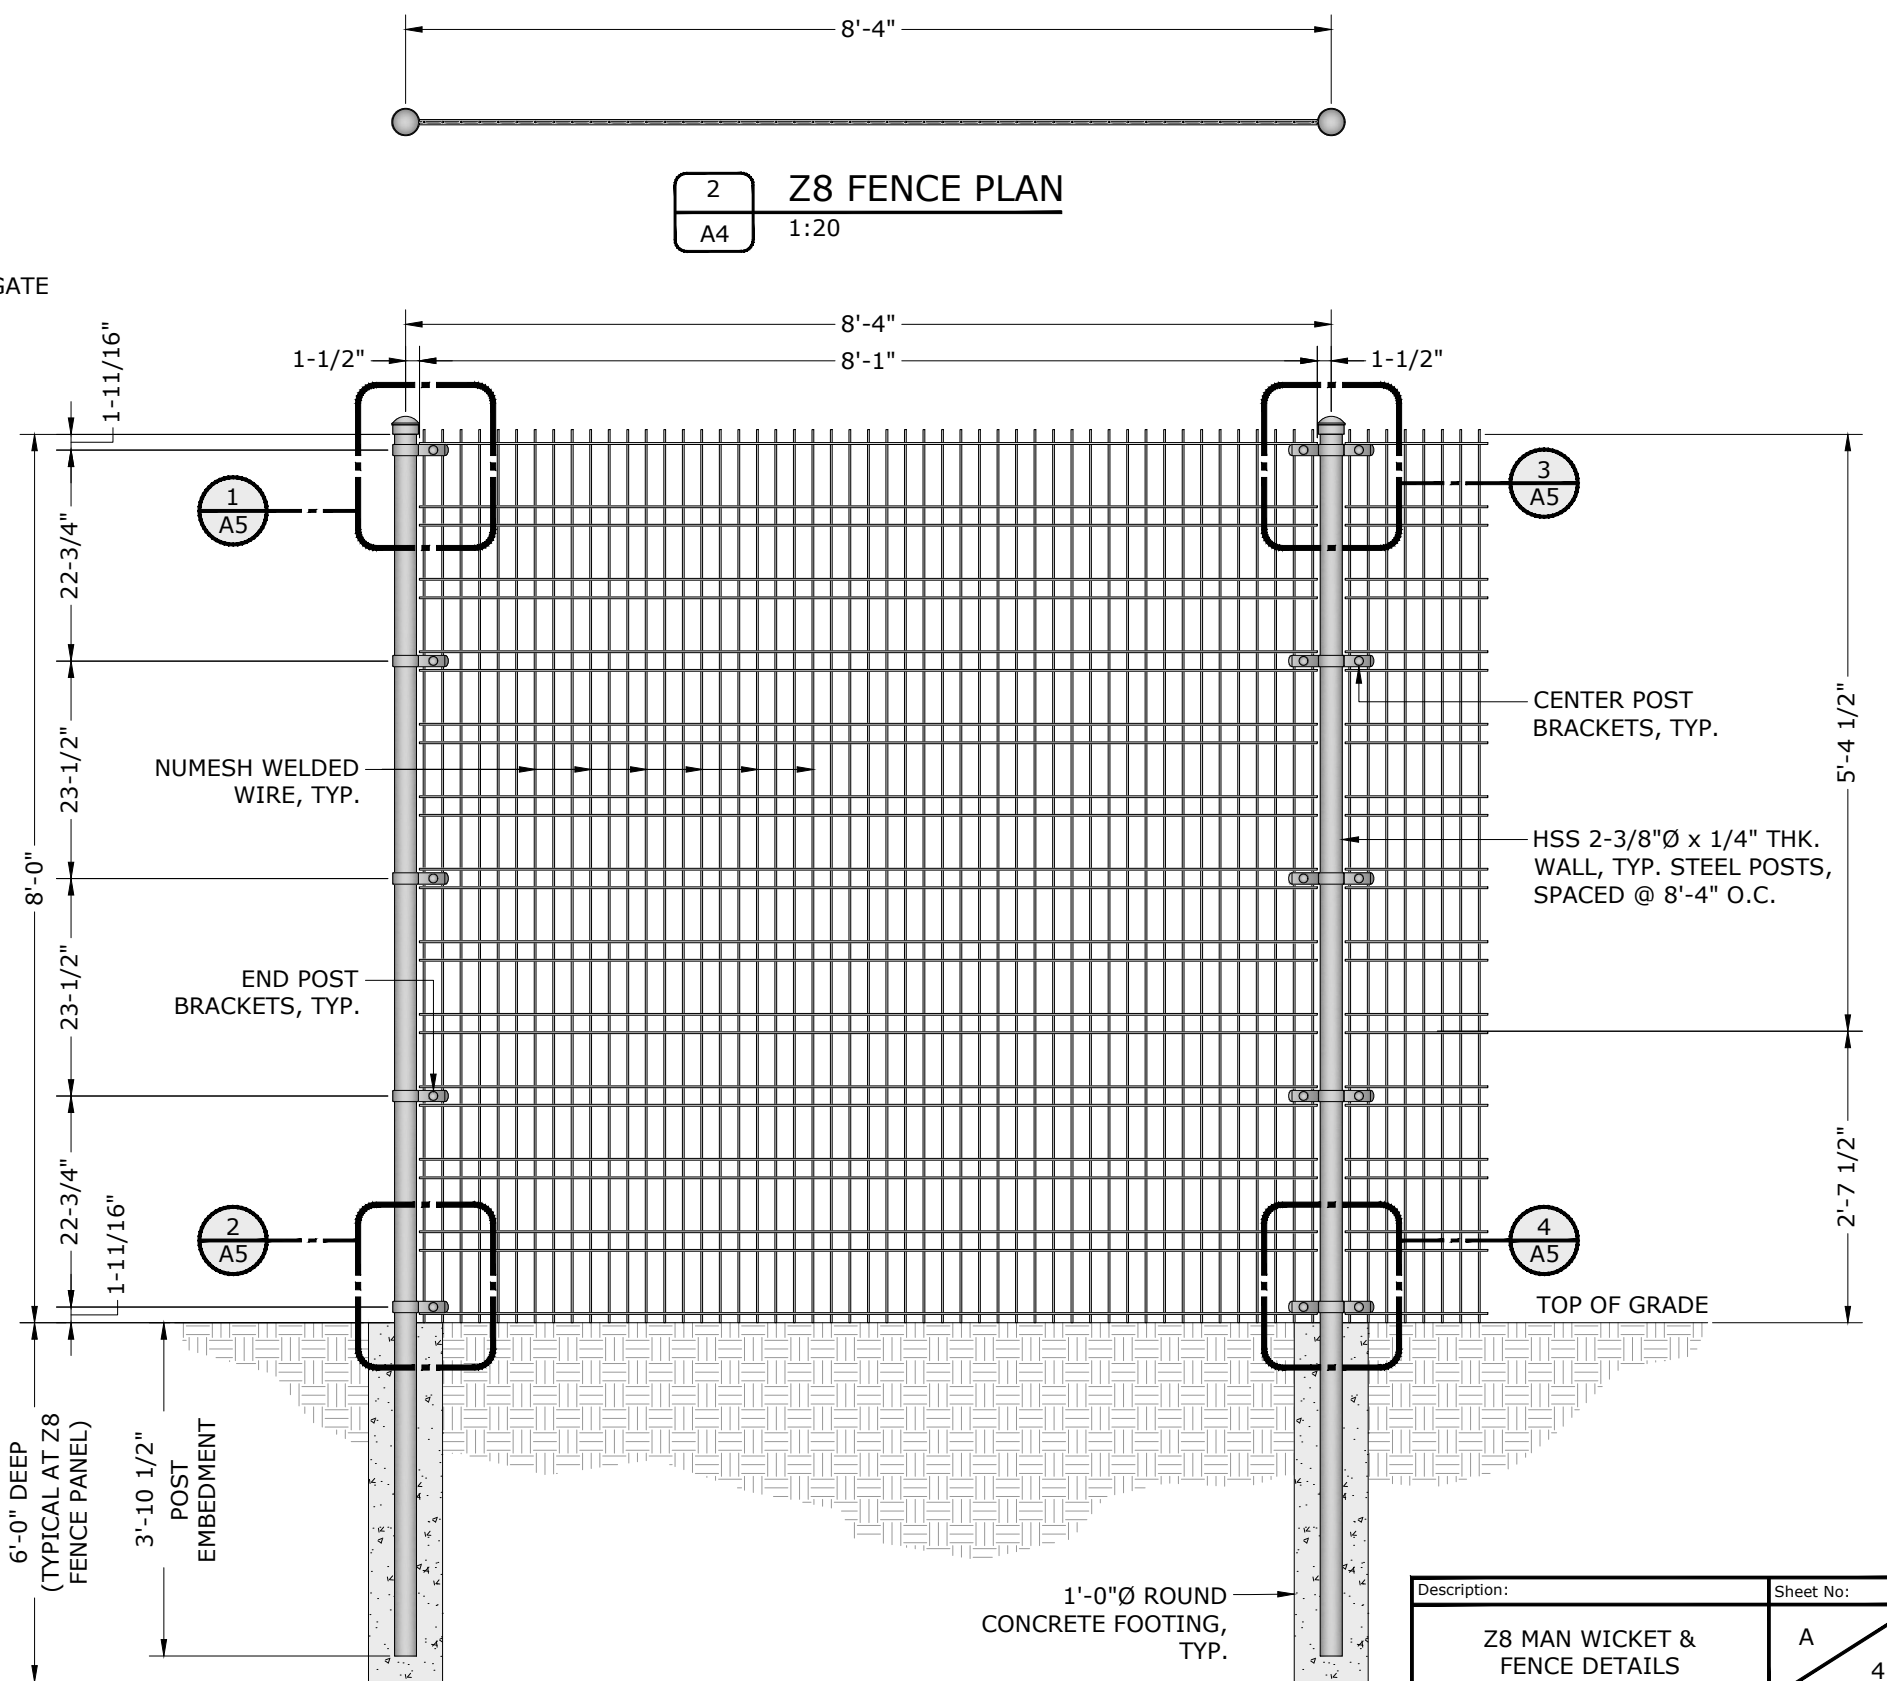 8'-4"
2
A4
Z8 FENCE PLAN
1:20
GATE
8'-4"
1-1/2"
8'-1"
1-1/2"
1-11/16"
22-3/4"
23-1/2"
23-1/2"
22-3/4"
1-11/16"
8'-0"
1
A5
3
A5
NUMESH WELDED
WIRE, TYP.
CENTER POST
BRACKETS, TYP.
5'-4 1/2"
HSS 2-3/8"Ø x 1/4" THK.
WALL, TYP. STEEL POSTS,
SPACED @ 8'-4" O.C.
END POST
BRACKETS, TYP.
2'-7 1/2"
2
A5
4
A5
TOP OF GRADE
6'-0" DEEP
(TYPICAL AT Z8
FENCE PANEL)
3'-10 1/2"
POST
EMBEDMENT
1'-0"Ø ROUND
CONCRETE FOOTING,
TYP.
Description:
Z8 MAN WICKET &
FENCE DETAILS
Sheet No:
A
4